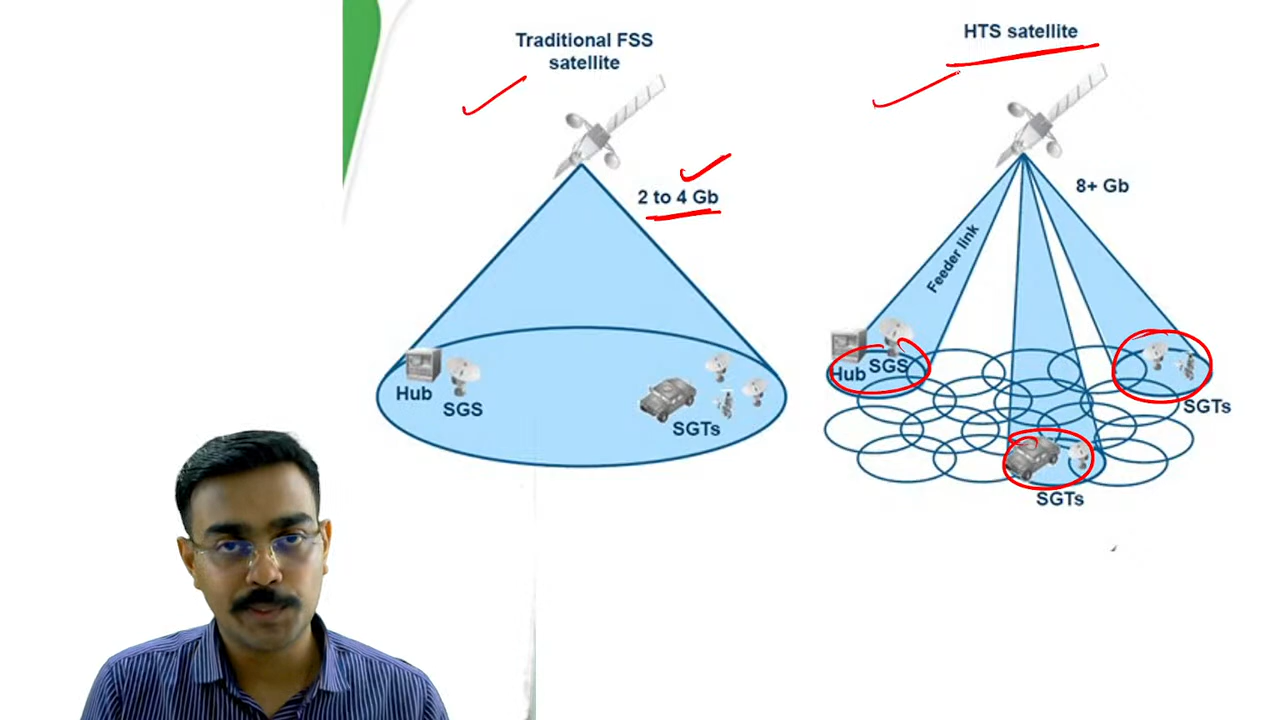 Traditional FSS
satellite
2 to 4 Gb
Hub
SGS
SGTs
HTS satellite
8+ Gb
Feeder link
Hub
SGS
SGTs
SGTs